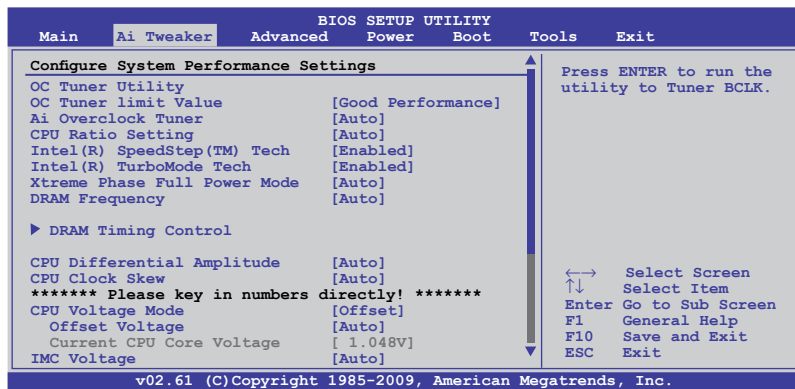 BIOS SETUP UTILITY
Main Ai Tweaker Advanced Power Boot Tools Exit
Configure System Performance Settings
OC Tuner Utility
OC Tuner limit Value [Good Performance]
Ai Overclock Tuner [Auto]
CPU Ratio Setting [Auto]
Intel(R) SpeedStep(TM) Tech [Enabled]
Intel(R) TurboMode Tech [Enabled]
Xtreme Phase Full Power Mode [Auto]
DRAM Frequency [Auto]
DRAM Timing Control
CPU Differential Amplitude [Auto]
CPU Clock Skew [Auto]
******* Please key in numbers directly! *******
CPU Voltage Mode [Offset]
Offset Voltage [Auto]
Current CPU Core Voltage [ 1.048V]
IMC Voltage [Auto]
Press ENTER to run the
utility to Tuner BCLK.
←→ Select Screen
↑↓ Select Item
Enter Go to Sub Screen
F1 General Help
F10 Save and Exit
ESC Exit
v02.61 (C)Copyright 1985-2009, American Megatrends, Inc.